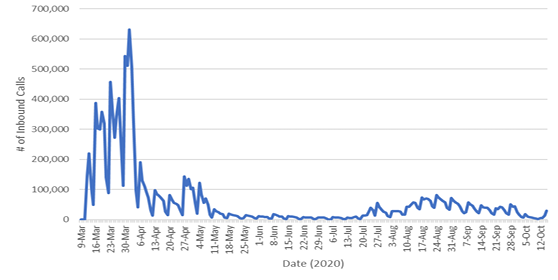 700,000
600,000
500,000
400,000
300,000
200,000
100,000
0
# of Inbound Calls
9-Mar
16-Mar
23-Mar
30-Mar
6-Apr
13-Apr
20-Apr
27-Apr
4-May
11-May
18-May
25-May
1-Jun
8-Jun
15-Jun
22-Jun
29-Jun
6-Jul
13-Jul
20-Jul
27-Jul
3-Aug
10-Aug
17-Aug
24-Aug
31-Aug
7-Sep
14-Sep
21-Sep
28-Sep
5-Oct
12-Oct
Date (2020)